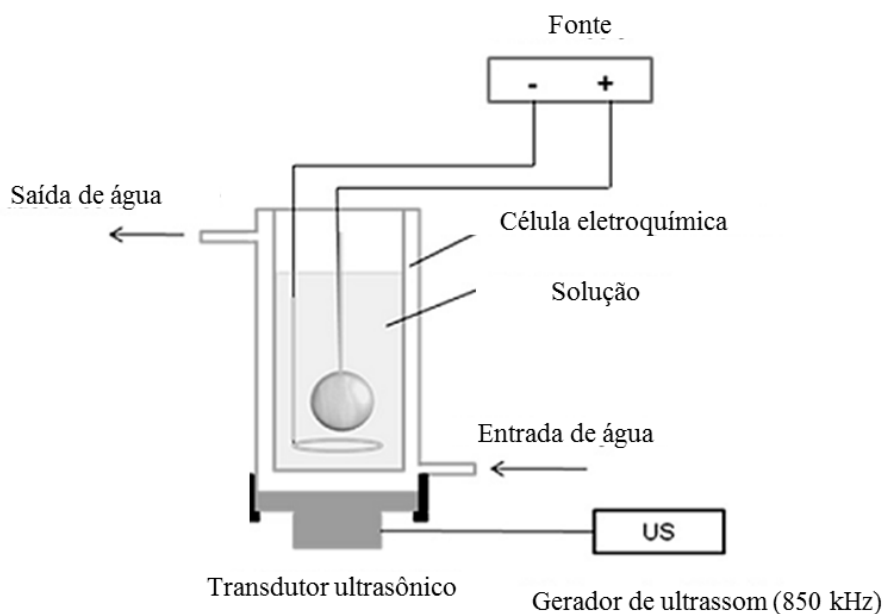 Fonte
- +
Saída de água
Célula eletroquímica
Solução
Entrada de água
US
Transdutor ultrasônico
Gerador de ultrassom (850 kHz)